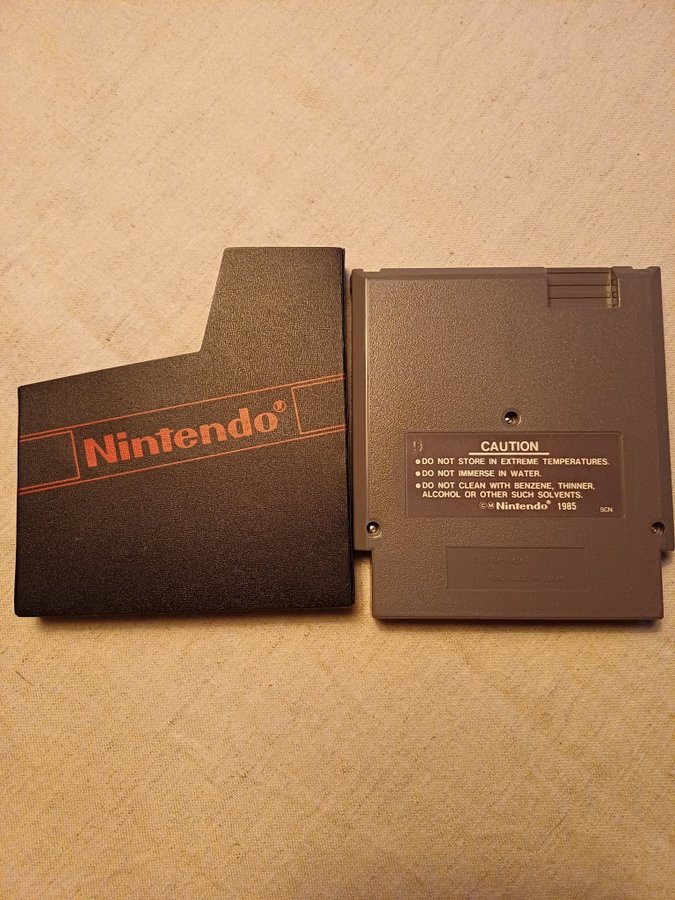 Nintendo®
CAUTION
●DO NOT STORE IN EXTREME TEMPERATURES.
●DO NOT IMMERSE IN WATER.
●DO NOT CLEAN WITH BENZENE, THINNER,
ALCOHOL OR OTHER SUCH SOLVENTS.
©Ⓜ Nintendo® 1985
SCN
Nintendo